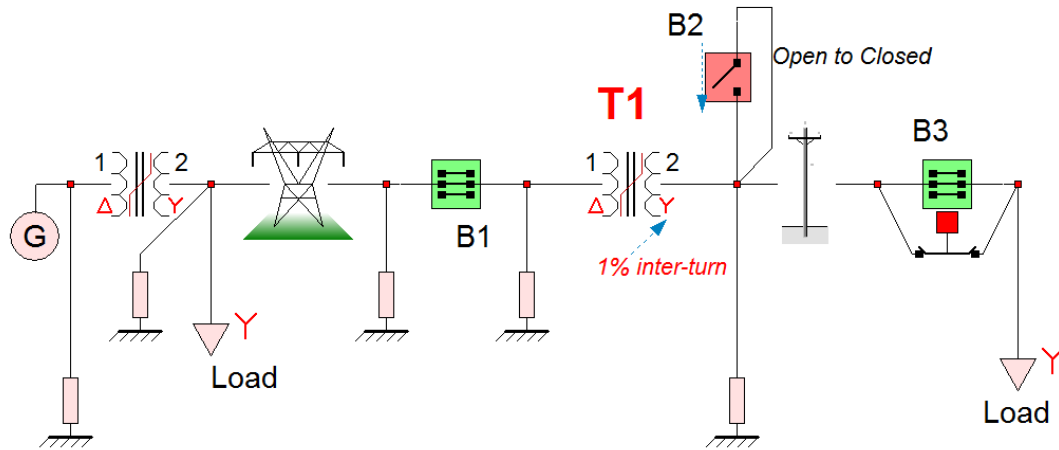 B2
Open to Closed
T1
B3
1
2
1
2
Δ
Y
Δ
Y
G
B1
1% inter-turn
Y
Load
Y
Load